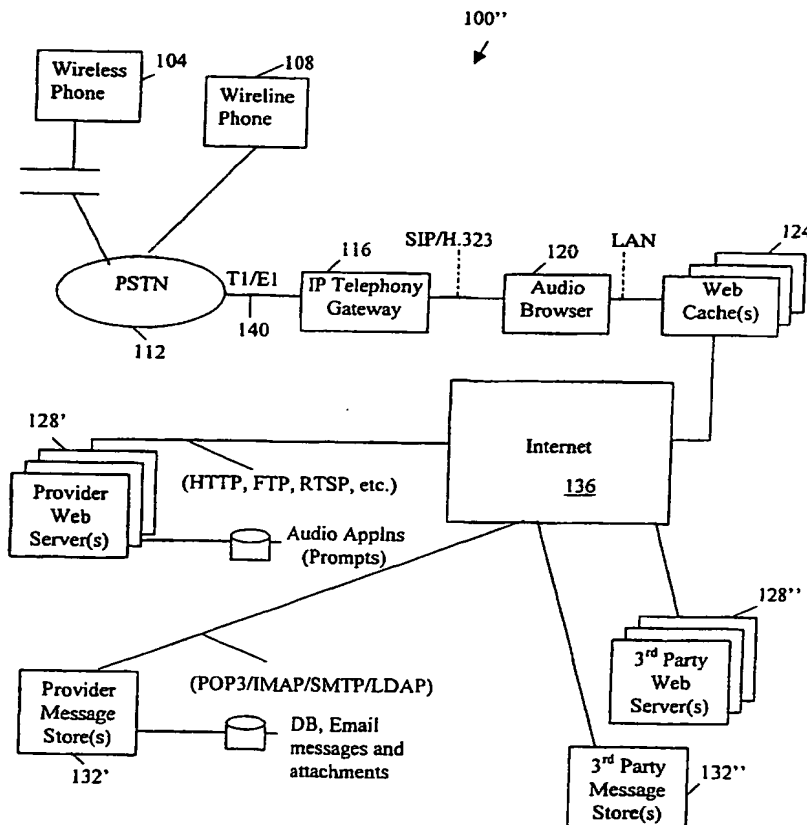 100’’
Wireless
Phone
104
108
Wireline
Phone
PSTN
112
T1/E1
140
116
IP Telephony
Gateway
SIP/H.323
120
Audio
Browser
LAN
124
Web
Cache(s)
128’
Provider
Web
Server(s)
(HTTP, FTP, RTSP, etc.)
Audio Applns
(Prompts)
Internet
136
128’’
3rd Party
Web
Server(s)
Provider
Message
Store(s)
132’
(POP3/IMAP/SMTP/LDAP)
DB, Email
messages and
attachments
3rd Party
Message
Store(s)
132’’